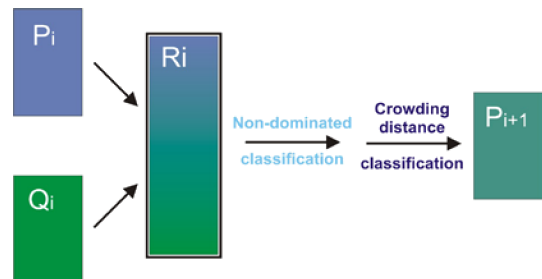 Pi
Qi
Ri
Non-dominated
classification
Crowding
distance
classification
Pi+1